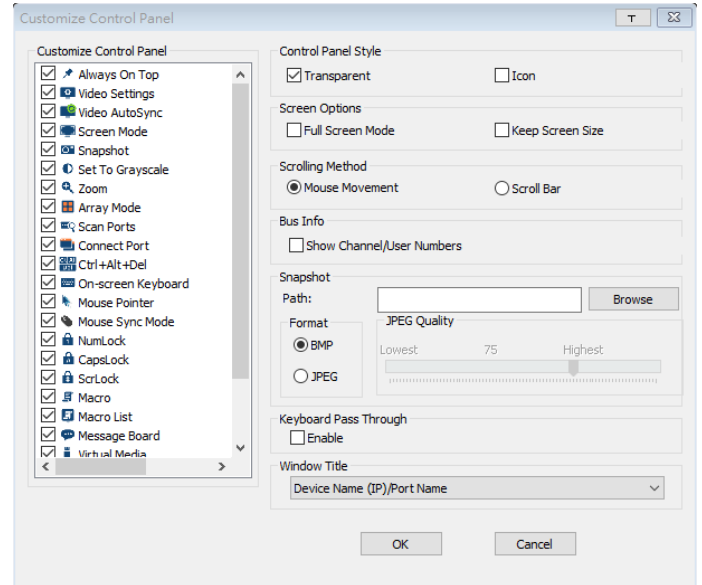 Customize Control Panel
T
Customize Control Panel
Always On Top
Video Settings
Video AutoSync
Screen Mode
Snapshot
Set To Grayscale
Zoom
Array Mode
Scan Ports
Connect Port
Ctrl+Alt+Del
On-screen Keyboard
Mouse Pointer
Mouse Sync Mode
NumLock
CapsLock
ScrLock
Macro
Macro List
Message Board
Virtual Media
Control Panel Style
Transparent
Icon
Screen Options
Full Screen Mode
Keep Screen Size
Scrolling Method
Mouse Movement
Scroll Bar
Bus Info
Show Channel/User Numbers
Snapshot
Path:
Browse
Format
BMP
JPEG
JPEG Quality
Lowest 75 Highest
Keyboard Pass Through
Enable
Window Title
Device Name (IP)/Port Name
OK
Cancel